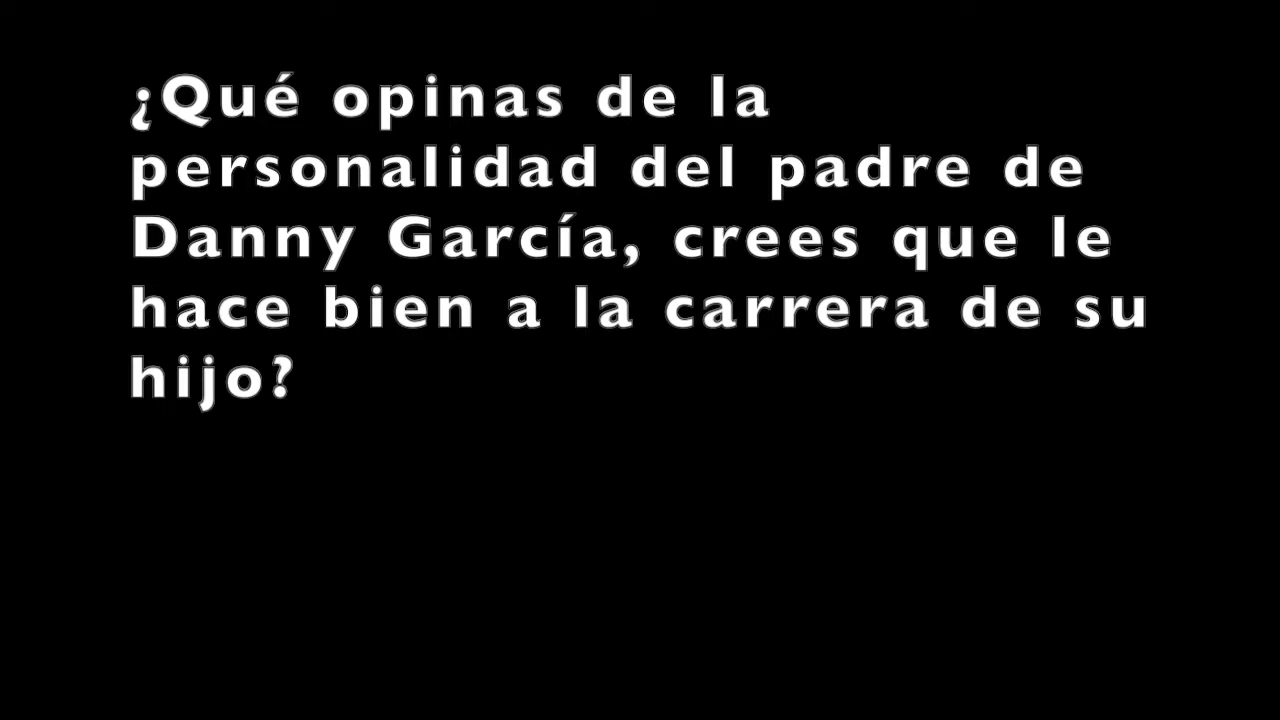 ¿Qué opinas de la
personalidad del padre de
Danny García, crees que le
hace bien a la carrera de su
hijo?